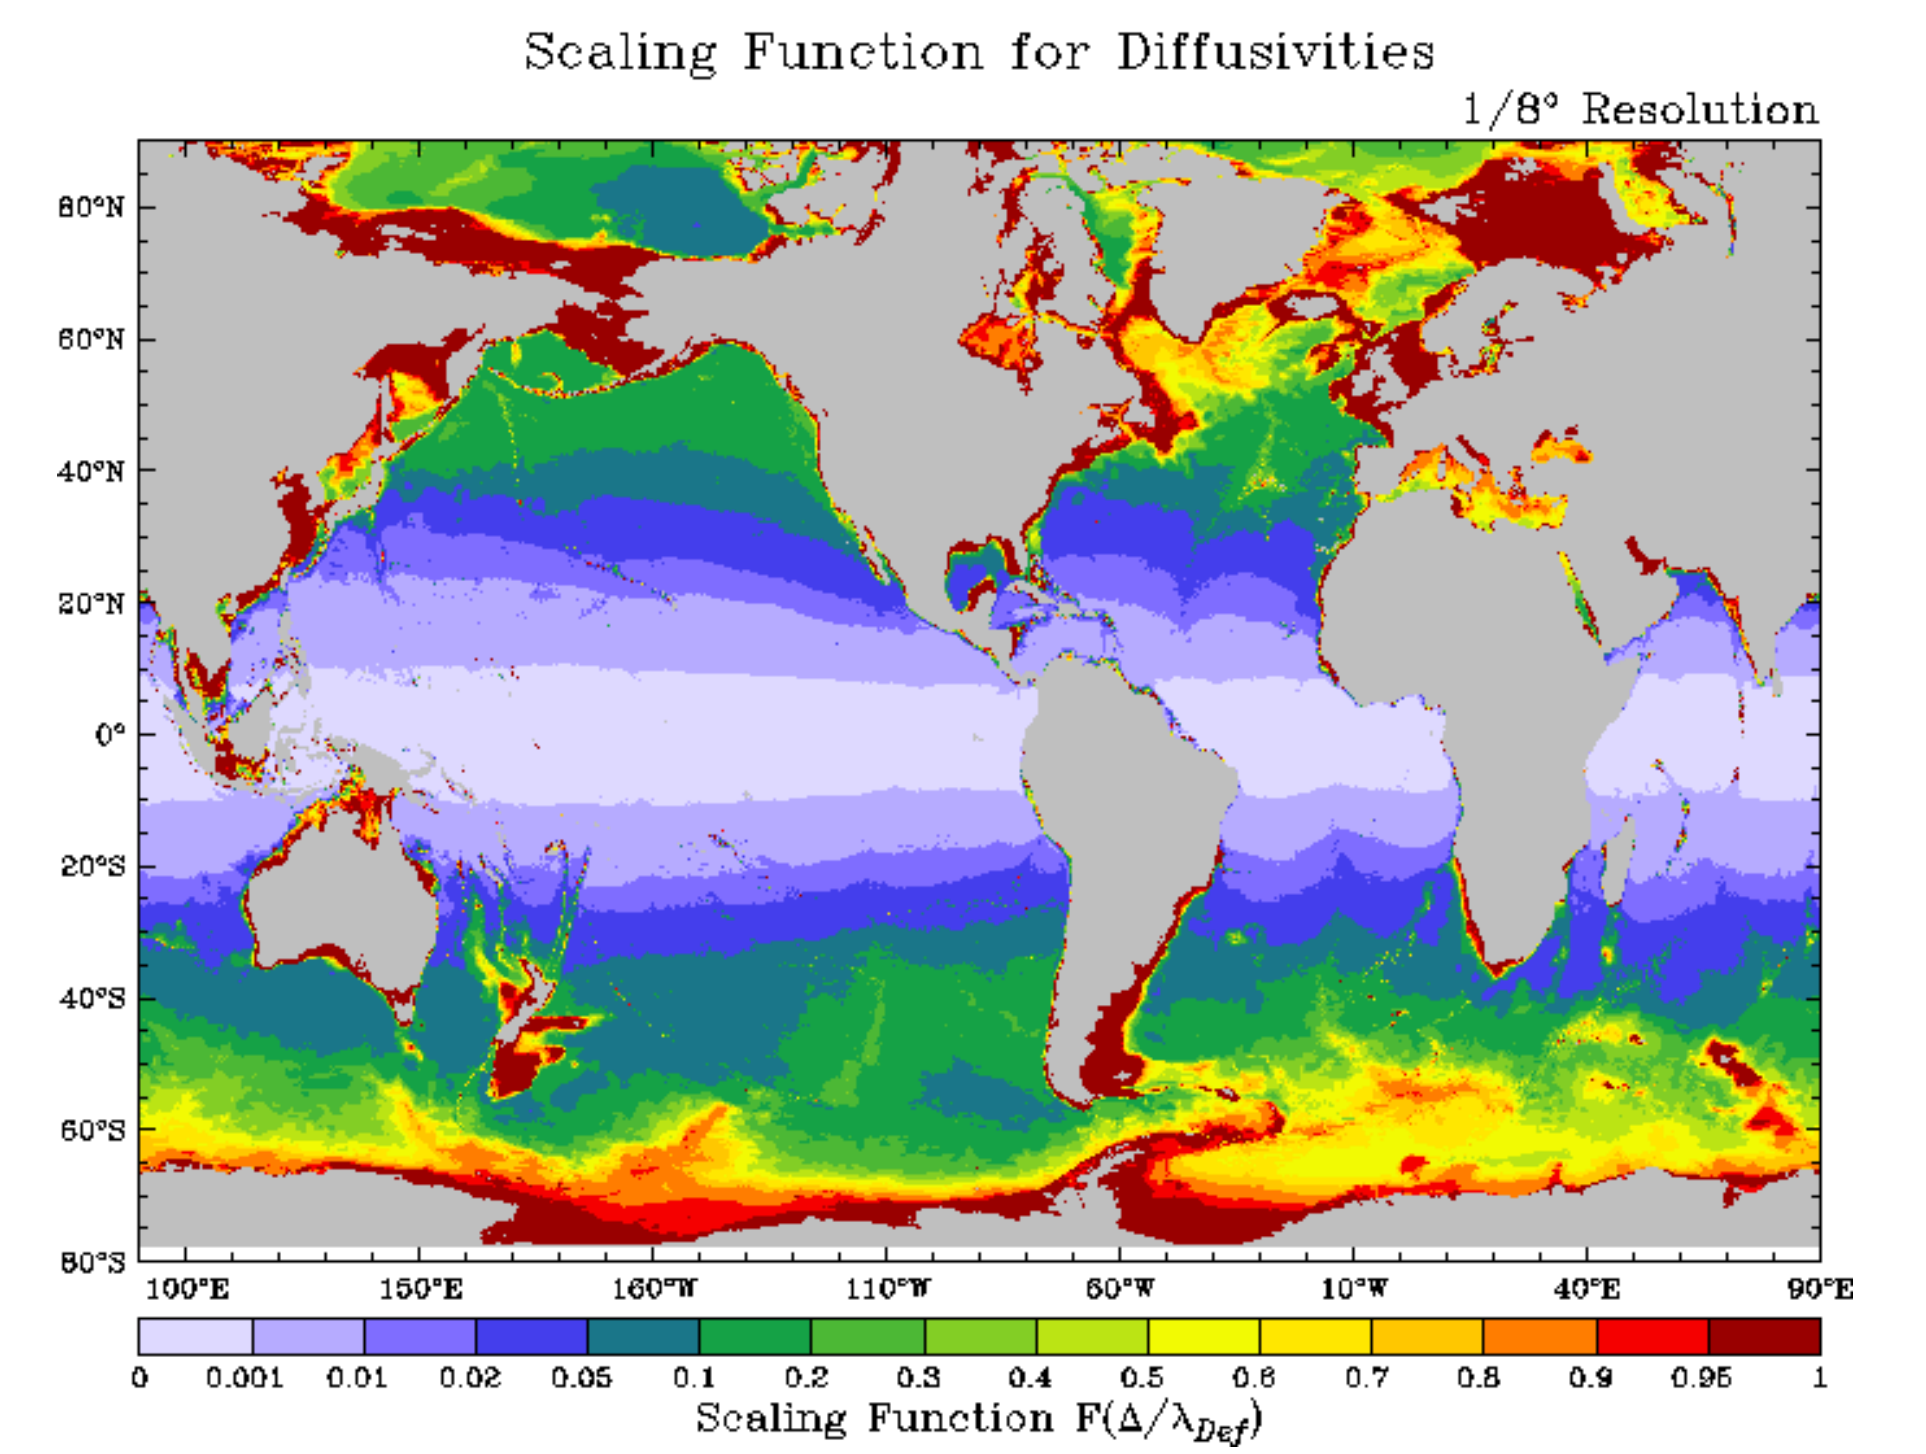 Scaling Function for Diffusivities
1/8° Resolution
80°N
60°N
40°N
20°N
0°
20°S
40°S
60°S
80°S
100°E 150°E 160°W 110°W 60°W 10°W 40°E 90°E
0 0.001 0.01 0.02 0.05 0.1 0.2 0.3 0.4 0.5 0.6 0.7 0.8 0.9 0.95 1
Scaling Function F(Δ/λDef)